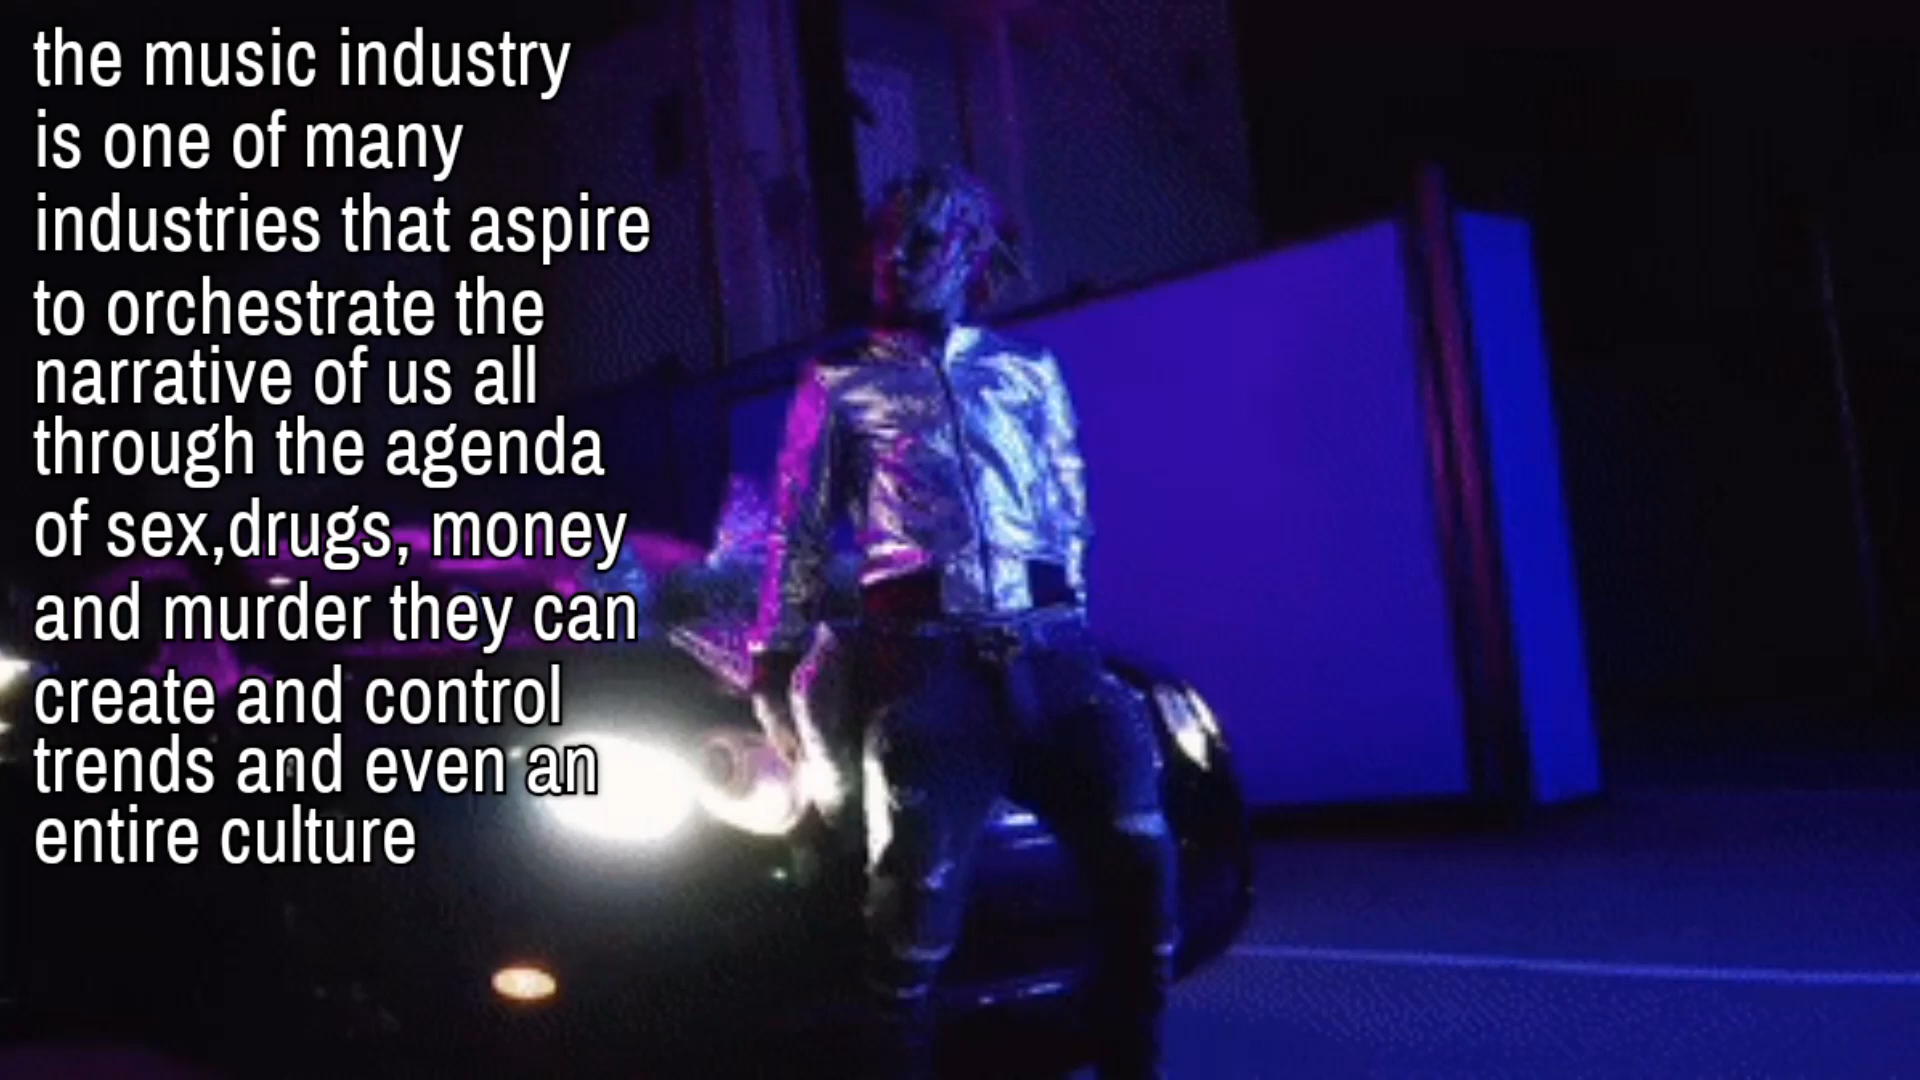 the music industry
is one of many
industries that aspire
to orchestrate the
narrative of us all
through the agenda
of sex,drugs, money
and murder they can
create and control
trends and even an
entire culture